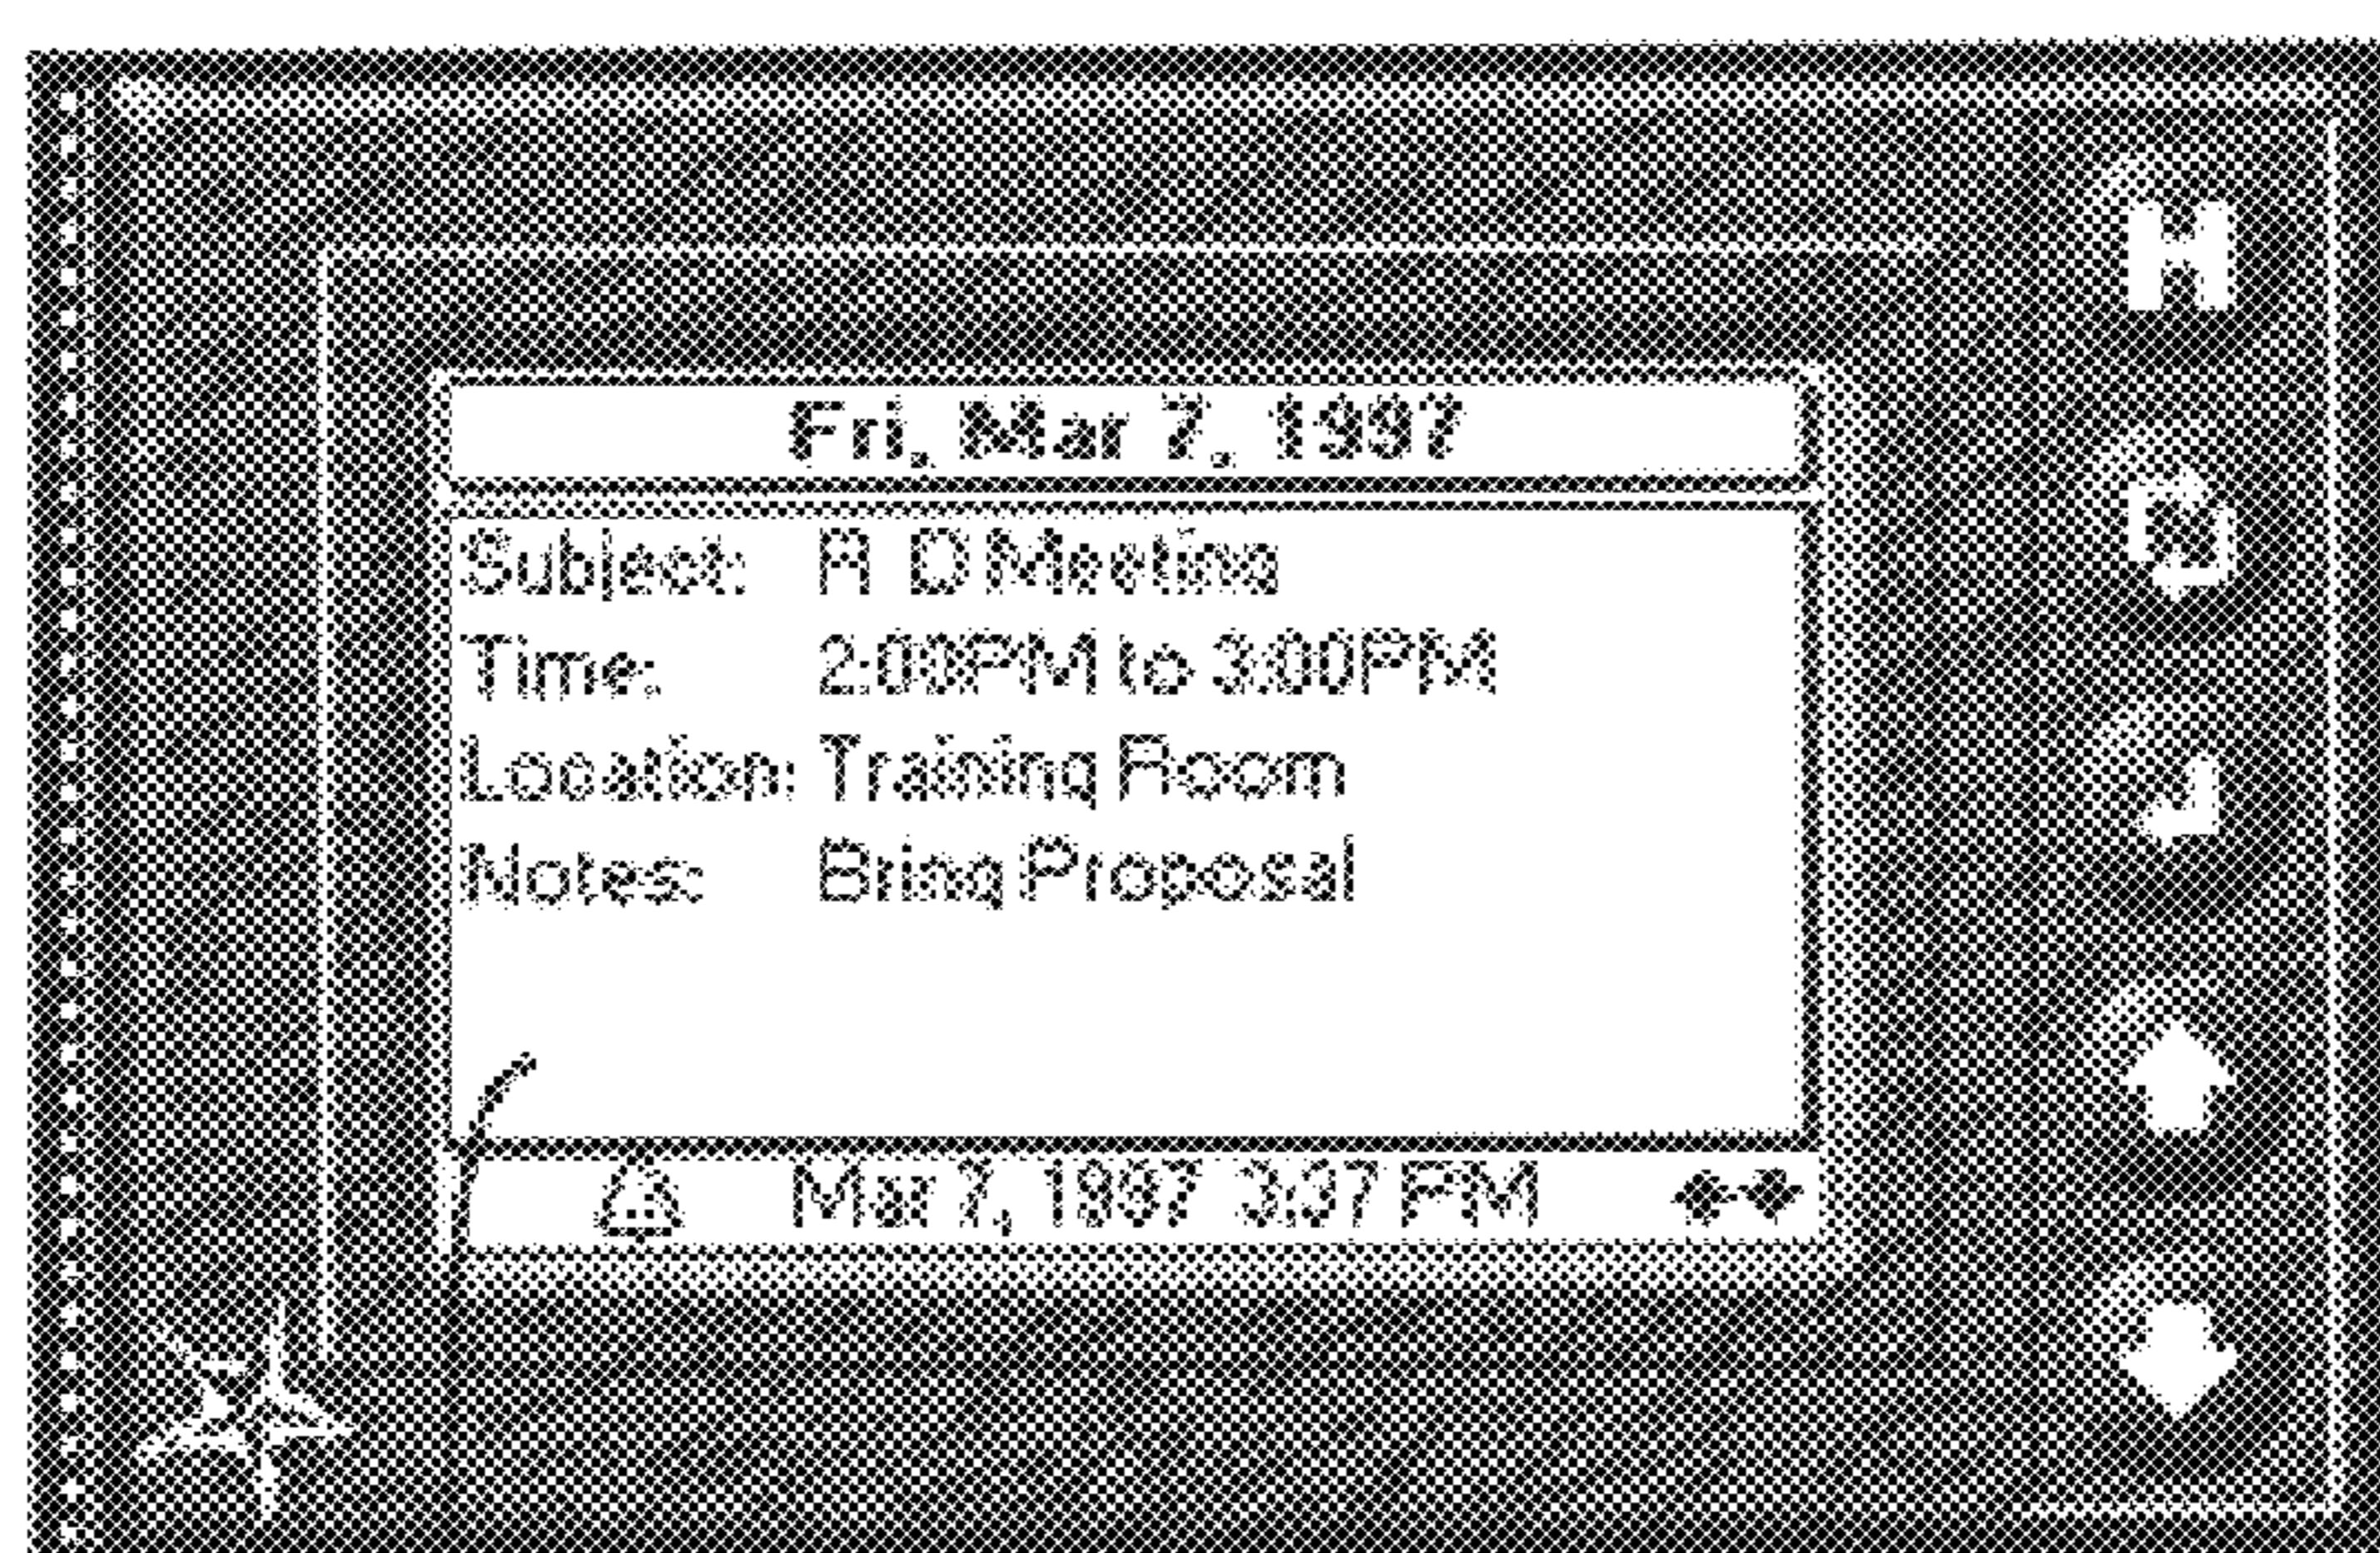 Fri, Mar 7, 1997
Subject: A D Meeting
Time: 2:00PM to 3:00PM
Location: Training Room
Notes: Bring Proposal
Mar 7, 1997 3:37 PM
H